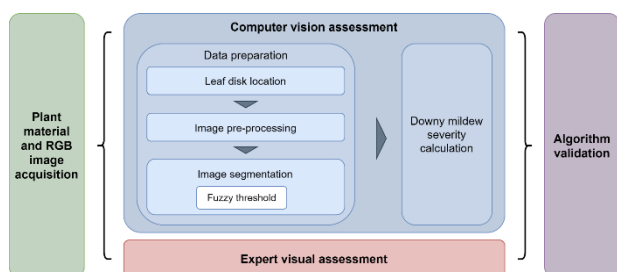 Plant
material
and RGB
image
acquisition
Computer vision assessment
Data preparation
Leaf disk location
Image pre-processing
Image segmentation
Fuzzy threshold
Downy mildew
severity
calculation
Expert visual assessment
Algorithm
validation